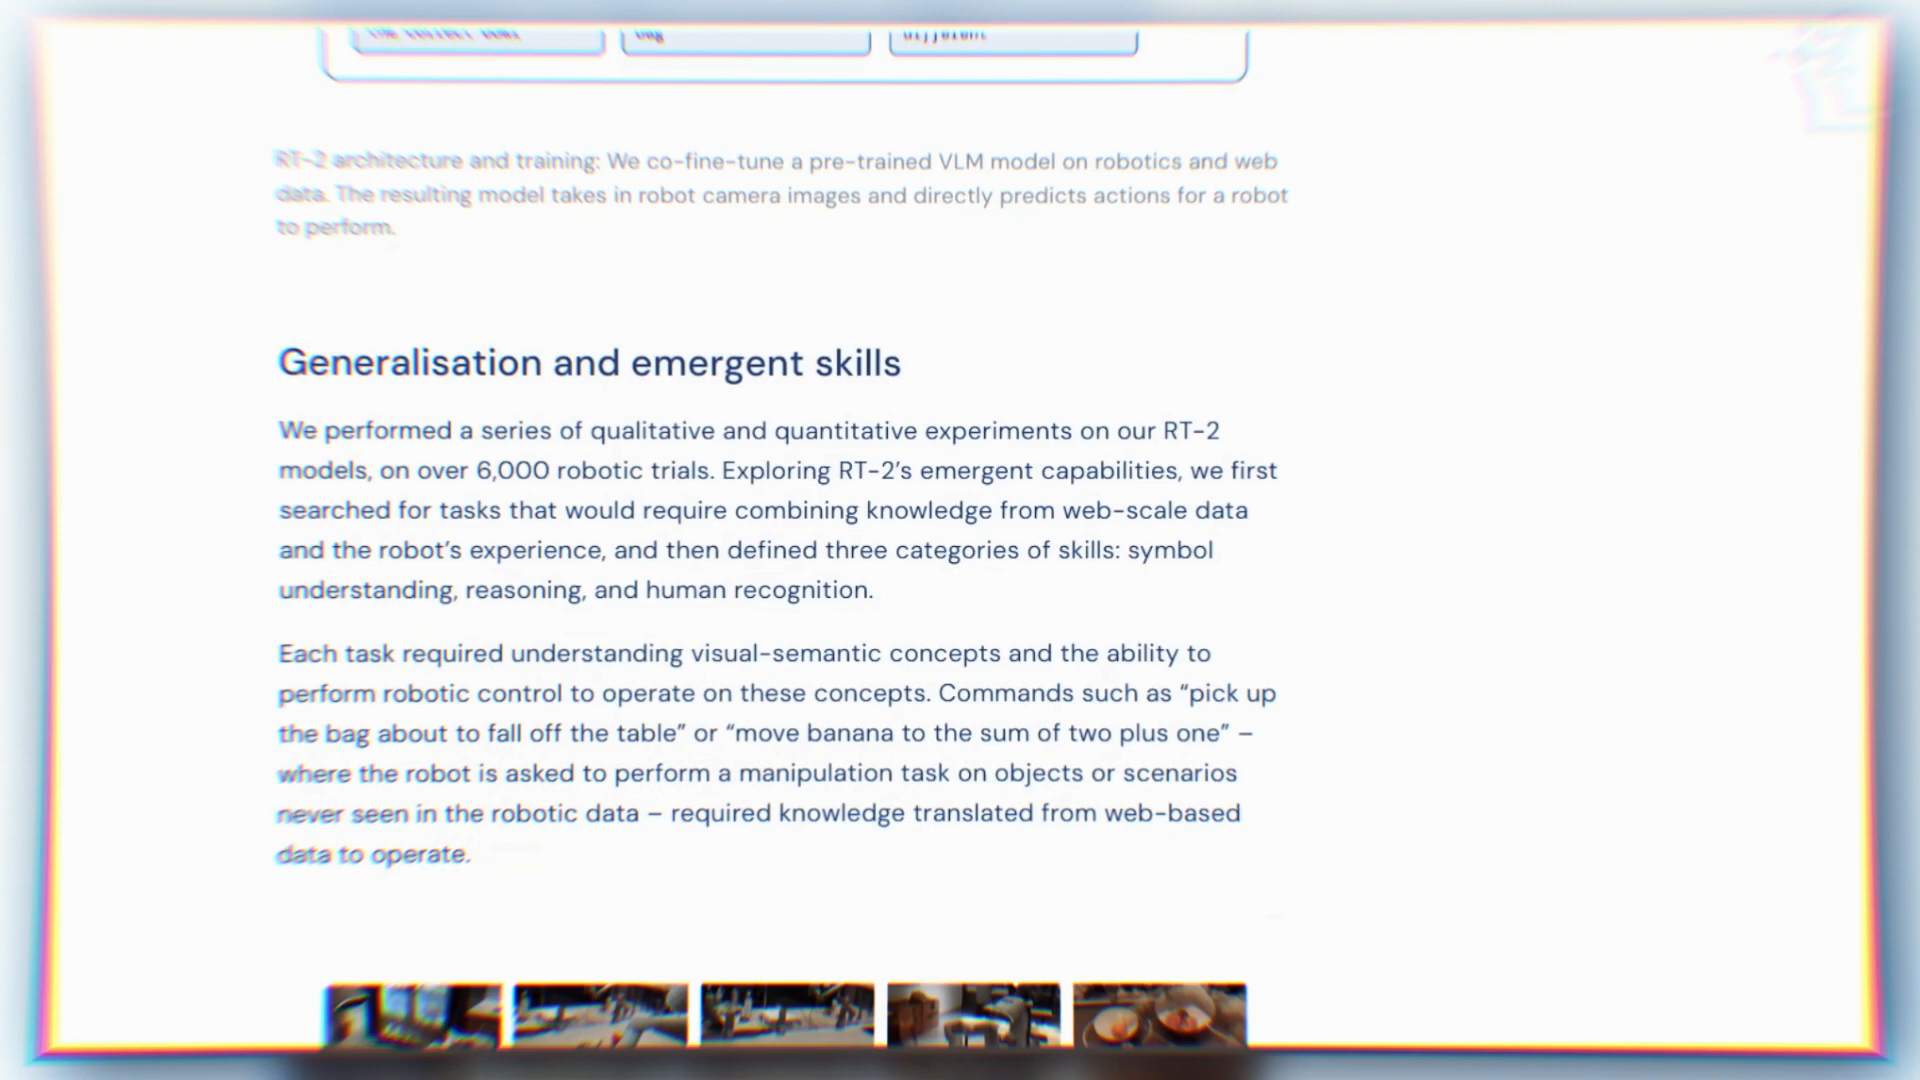 bag
different
RT-2 architecture and training: We co-fine-tune a pre-trained VLM model on robotics and web
data. The resulting model takes in robot camera images and directly predicts actions for a robot
to perform.
Generalisation and emergent skills
We performed a series of qualitative and quantitative experiments on our RT-2
models, on over 6,000 robotic trials. Exploring RT-2’s emergent capabilities, we first
searched for tasks that would require combining knowledge from web-scale data
and the robot’s experience, and then defined three categories of skills: symbol
understanding, reasoning, and human recognition.
Each task required understanding visual-semantic concepts and the ability to
perform robotic control to operate on these concepts. Commands such as “pick up
the bag about to fall off the table” or “move banana to the sum of two plus one” –
where the robot is asked to perform a manipulation task on objects or scenarios
never seen in the robotic data – required knowledge translated from web-based
data to operate.